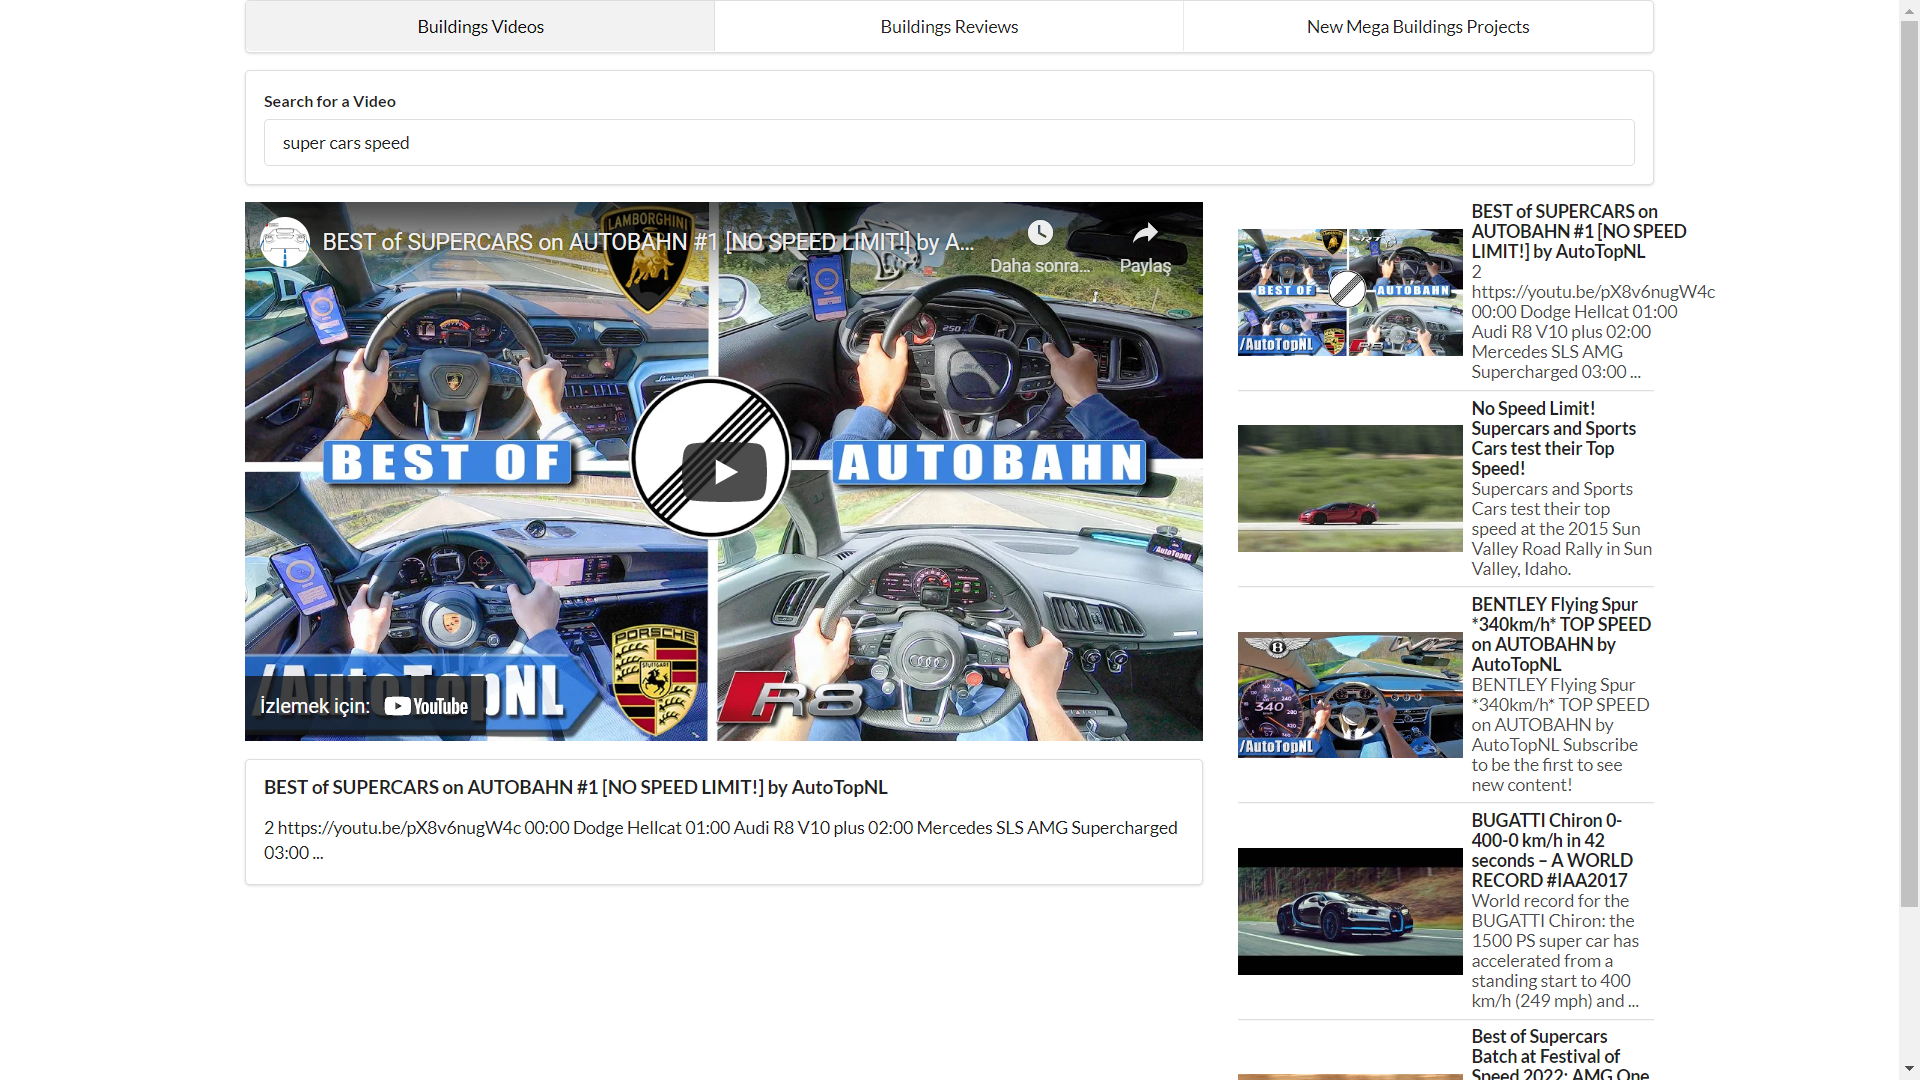 Buildings Videos
Buildings Reviews
New Mega Buildings Projects
Search for a Video
super cars speed
BEST of SUPERCARS on AUTOBAHN #1 [NO SPEED LIMIT!] by A...
Daha sonra...
Paylaş
LAMBORGHINI
BEST OF
AUTOBAHN
/AutoTopNL
PORSCHE
STUTTGART
R8
İzlemek için: YouTube
BEST of SUPERCARS on AUTOBAHN #1 [NO SPEED LIMIT!] by AutoTopNL
2 https://youtu.be/pX8v6nugW4c 00:00 Dodge Hellcat 01:00 Audi R8 V10 plus 02:00 Mercedes SLS AMG Supercharged
03:00 ...
BEST OF
AUTOBAHN
/AutoTopNL
R8
BEST of SUPERCARS on
AUTOBAHN #1 [NO SPEED
LIMIT!] by AutoTopNL
2
https://youtu.be/pX8v6nugW4c
00:00 Dodge Hellcat 01:00
Audi R8 V10 plus 02:00
Mercedes SLS AMG
Supercharged 03:00 ...
No Speed Limit!
Supercars and Sports
Cars test their Top
Speed!
Supercars and Sports
Cars test their top
speed at the 2015 Sun
Valley Road Rally in Sun
Valley, Idaho.
340
/AutoTopNL
BENTLEY Flying Spur
*340km/h* TOP SPEED
on AUTOBAHN by
AutoTopNL
BENTLEY Flying Spur
*340km/h* TOP SPEED
on AUTOBAHN by
AutoTopNL Subscribe
to be the first to see
new content!
BUGATTI Chiron 0-
400-0 km/h in 42
seconds – A WORLD
RECORD #IAA2017
World record for the
BUGATTI Chiron: the
1500 PS super car has
accelerated from a
standing start to 400
km/h (249 mph) and ...
Best of Supercars
Batch at Festival of
Speed 2022: AMG One